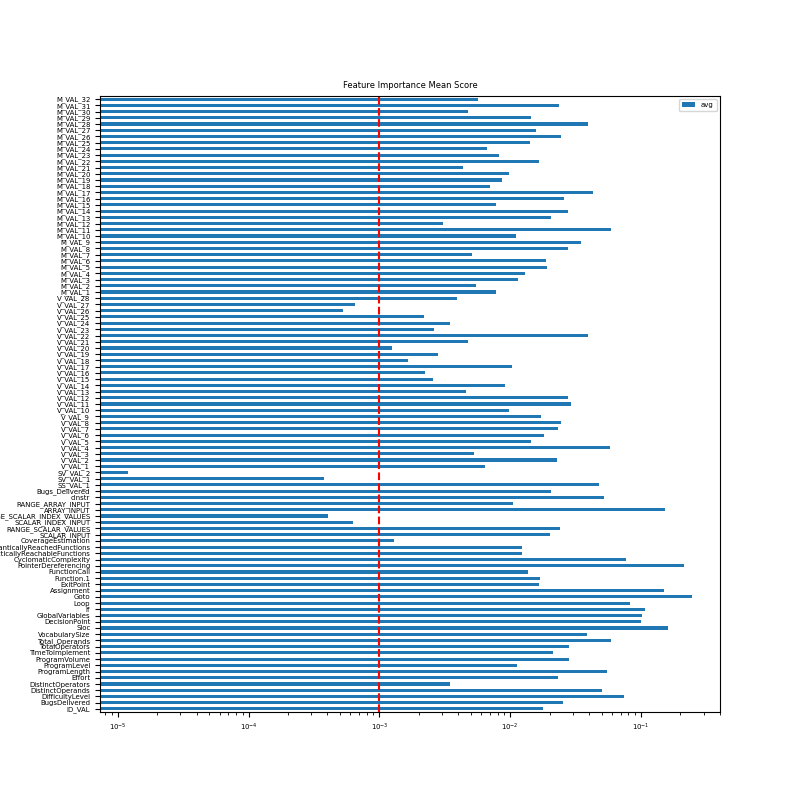 Feature Importance Mean Score
avg
M_VAL_32
M_VAL_31
M_VAL_30
M_VAL_29
M_VAL_28
M_VAL_27
M_VAL_26
M_VAL_25
M_VAL_24
M_VAL_23
M_VAL_22
M_VAL_21
M_VAL_20
M_VAL_19
M_VAL_18
M_VAL_17
M_VAL_16
M_VAL_15
M_VAL_14
M_VAL_13
M_VAL_12
M_VAL_11
M_VAL_10
M_VAL_9
M_VAL_8
M_VAL_7
M_VAL_6
M_VAL_5
M_VAL_4
M_VAL_3
M_VAL_2
M_VAL_1
V_VAL_28
V_VAL_27
V_VAL_26
V_VAL_25
V_VAL_24
V_VAL_23
V_VAL_22
V_VAL_21
V_VAL_20
V_VAL_19
V_VAL_18
V_VAL_17
V_VAL_16
V_VAL_15
V_VAL_14
V_VAL_13
V_VAL_12
V_VAL_11
V_VAL_10
V_VAL_9
V_VAL_8
V_VAL_7
V_VAL_6
V_VAL_5
V_VAL_4
V_VAL_3
V_VAL_2
V_VAL_1
SV_VAL_2
SV_VAL_1
SS_VAL_1
Bugs_Delivered
cInstr
RANGE_ARRAY_INPUT
ARRAY_INPUT
GE_SCALAR_INDEX_VALUES
SCALAR_INDEX_INPUT
RANGE_SCALAR_VALUES
SCALAR_INPUT
CoverageEstimation
anticallyReachedFunctions
nticallyReachableFunctions
CyclomaticComplexity
PointerDereferencing
FunctionCall
Function.1
ExitPoint
Assignment
Goto
Loop
If
GlobalVariables
DecisionPoint
Sloc
VocabularySize
Total_Operands
TotalOperators
TimeToImplement
ProgramVolume
ProgramLevel
ProgramLength
Effort
DistinctOperators
DistinctOperands
DifficultyLevel
BugsDelivered
ID_VAL
10⁻⁵ 10⁻⁴ 10⁻³ 10⁻² 10⁻¹